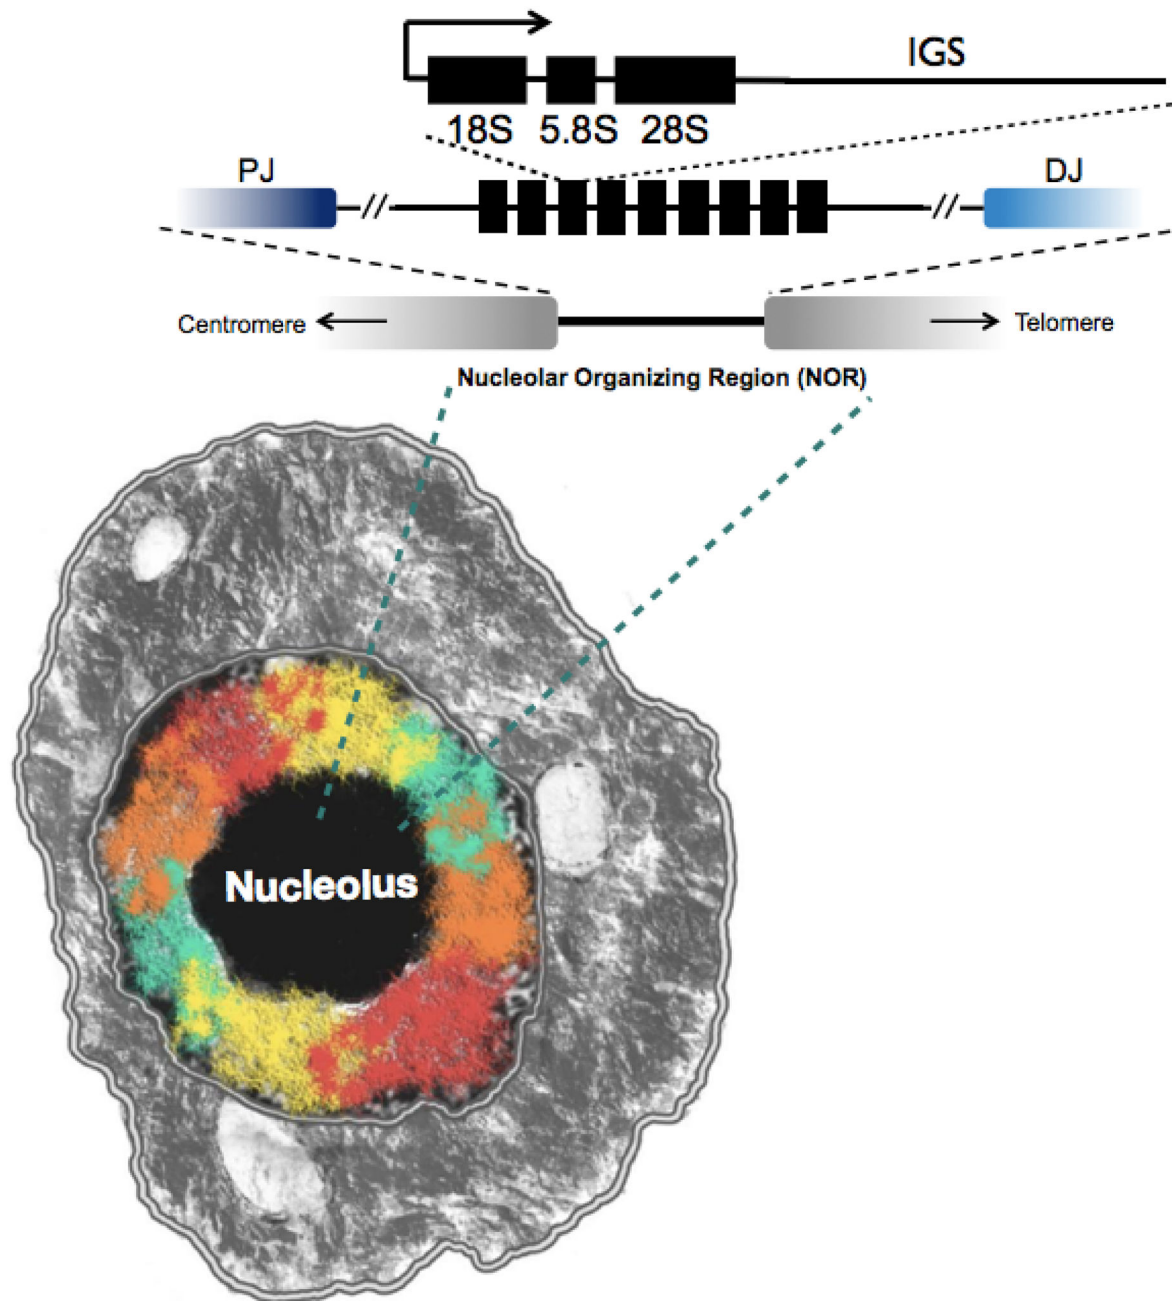 IGS
18S 5.8S 28S
PJ
DJ
Centromere
Telomere
Nucleolar Organizing Region (NOR)
Nucleolus